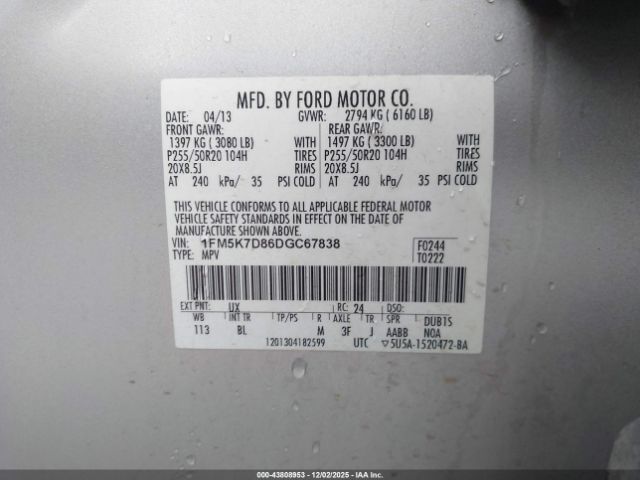 MFD. BY FORD MOTOR CO.
DATE: 04/13 GVWR: 2794 KG ( 6160 LB)
FRONT GAWR: REAR GAWR:
1397 KG ( 3080 LB) WITH 1497 KG ( 3300 LB) WITH
P255/50R20 104H TIRES P255/50R20 104H TIRES
20X8.5J RIMS 20X8.5J RIMS
AT 240 kPa/ 35 PSI COLD AT 240 kPa/ 35 PSI COLD
THIS VEHICLE CONFORMS TO ALL APPLICABLE FEDERAL MOTOR
VEHICLE SAFETY STANDARDS IN EFFECT ON THE DATE OF
MANUFACTURE SHOWN ABOVE.
VIN: 1FM5K7D86DGC67838 F0244
TYPE: MPV T0222
EXT PNT: UX RC: 24 DSO:
WB INT TR TP/PS R AXLE TR SPR DUB1S
113 BL M 3F J AABB NOA
1201304182599 UTC ▽5U5A-1520472-BA
000-43808953 - 12/02/2025 - IAA Inc.